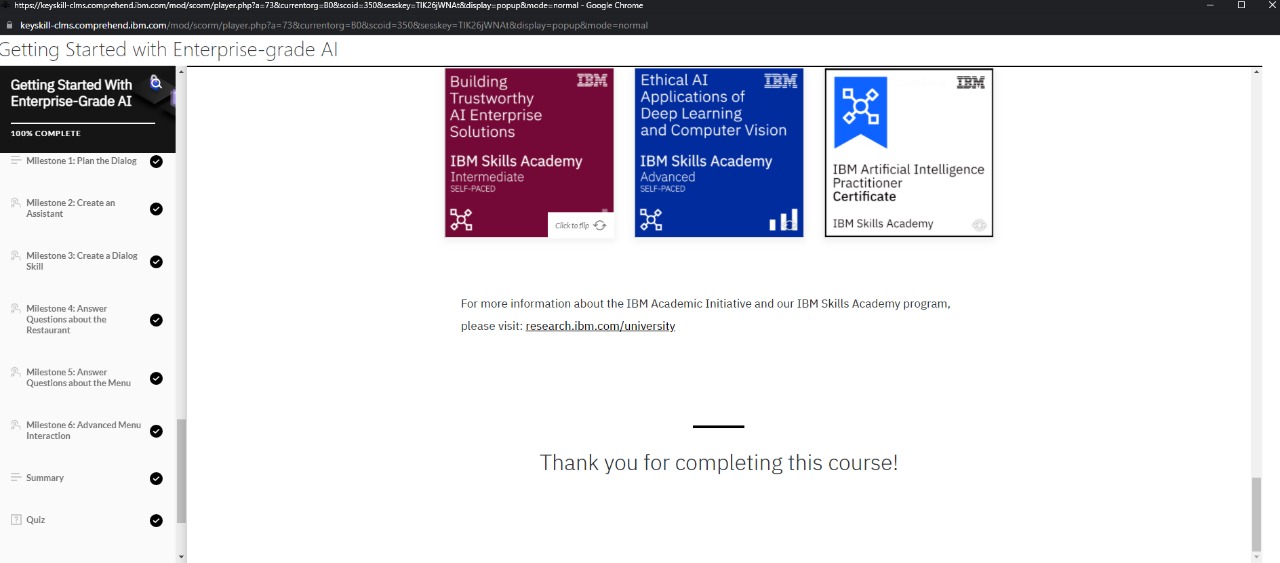 https://keyskill-clms.comprehend.ibm.com/mod/scorm/player.php?a=73&currentorg=B0&scoid=350&sesskey=TIK26jWNAt&display=popup&mode=normal - Google Chrome
keyskill-clms.comprehend.ibm.com/mod/scorm/player.php?a=73&currentorg=B0&scoid=350&sesskey=TIK26jWNAt&display=popup&mode=normal
Getting Started with Enterprise-grade AI
Getting Started With
Enterprise-Grade AI
100% COMPLETE
Milestone 1: Plan the Dialog
Milestone 2: Create an
Assistant
Milestone 3: Create a Dialog
Skill
Milestone 4: Answer
Questions about the
Restaurant
Milestone 5: Answer
Questions about the Menu
Milestone 6: Advanced Menu
Interaction
Summary
Quiz
Building
Trustworthy
AI Enterprise
Solutions
IBM
IBM Skills Academy
Intermediate
SELF-PACED
Click to flip
Ethical AI
Applications of
Deep Learning
and Computer Vision
IBM
IBM Skills Academy
Advanced
SELF-PACED
IBM
IBM Artificial Intelligence
Practitioner
Certificate
IBM Skills Academy
For more information about the IBM Academic Initiative and our IBM Skills Academy program,
please visit: research.ibm.com/university
Thank you for completing this course!